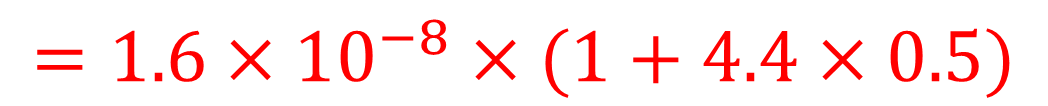 = 1.6 × 10⁻⁸ × (1 + 4.4 × 0.5)